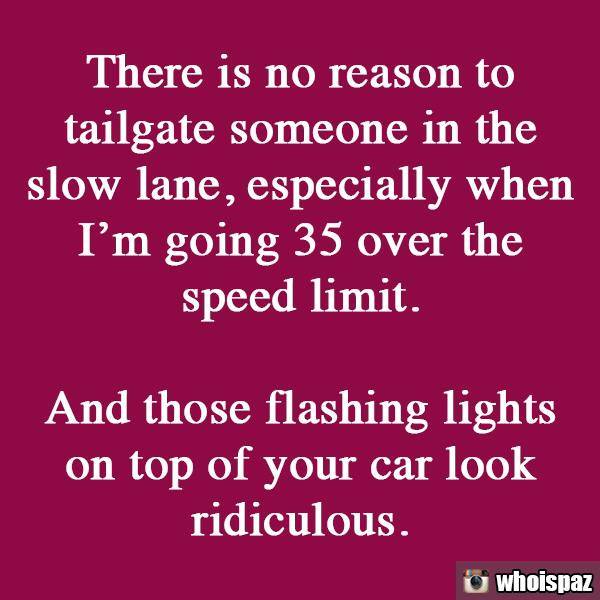 There is no reason to
tailgate someone in the
slow lane, especially when
I'm going 35 over the
speed limit.
And those flashing lights
on top of your car look
ridiculous.
whoispaz